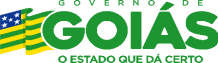 GOVERNO DE
GOIÁS
O ESTADO QUE DÁ CERTO